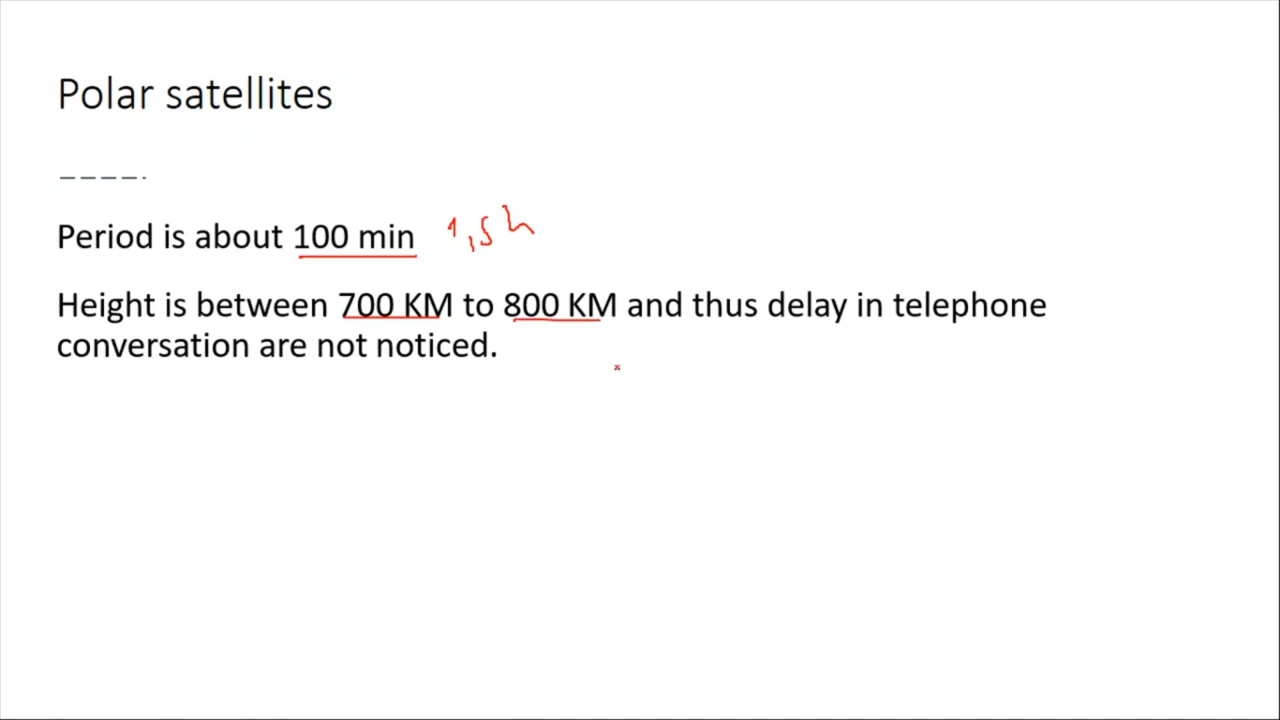 Polar satellites
Period is about 100 min 1,5 h
Height is between 700 KM to 800 KM and thus delay in telephone
conversation are not noticed.